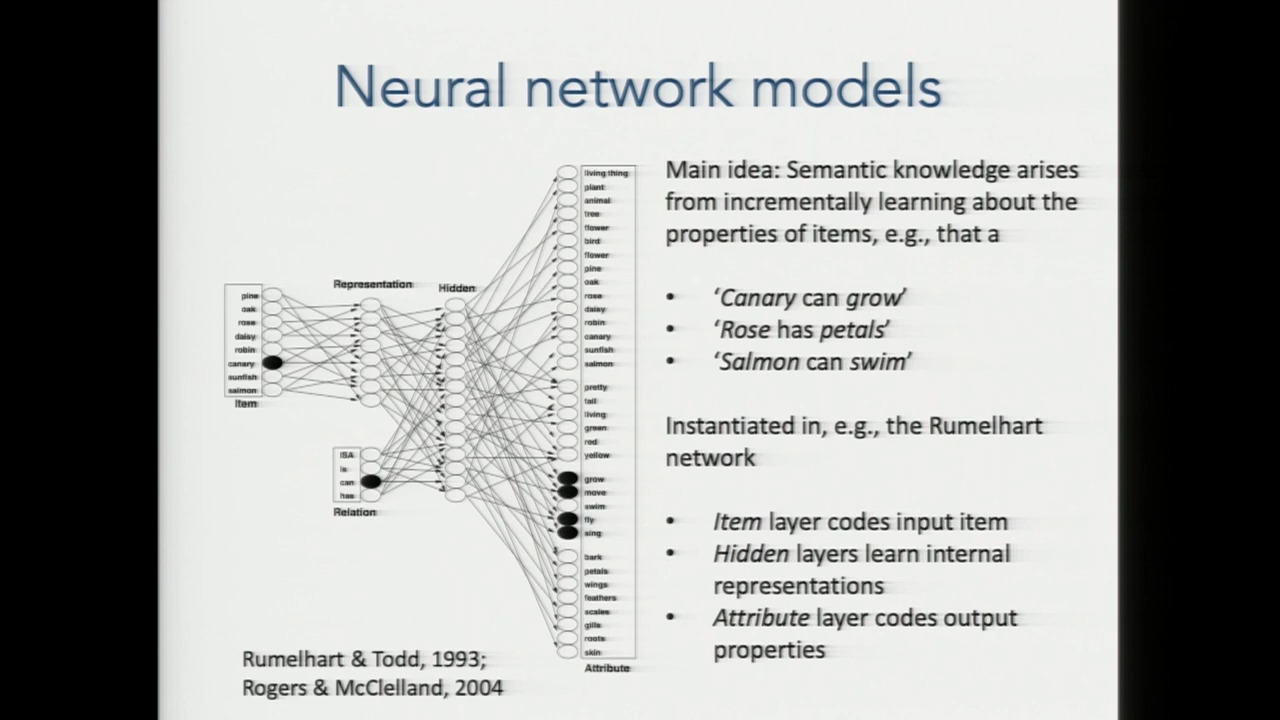 Neural network models
Main idea: Semantic knowledge arises
from incrementally learning about the
properties of items, e.g., that a
• ‘Canary can grow’
• ‘Rose has petals’
• ‘Salmon can swim’
Instantiated in, e.g., the Rumelhart
network
• Item layer codes input item
• Hidden layers learn internal
representations
• Attribute layer codes output
properties
pine
oak
rose
daisy
robin
canary
sunfish
salmon
Item
Representation
Hidden
ISA
is
can
has
Relation
living thing
plant
animal
tree
flower
bird
flower
pine
oak
rose
daisy
robin
canary
sunfish
salmon
pretty
tall
living
green
red
yellow
grow
move
swim
fly
sing
bark
petals
wings
feathers
scales
gills
roots
skin
Attribute
Rumelhart & Todd, 1993;
Rogers & McClelland, 2004